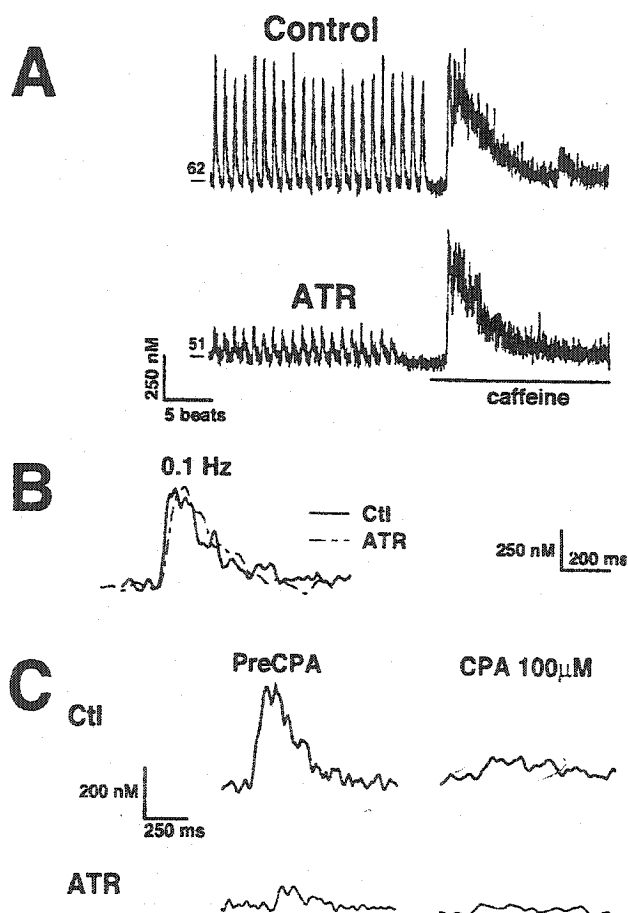 A
Control
62
ATR
51
250 nM
5 beats
caffeine
B
0.1 Hz
Ctl
ATR
250 nM
200 ms
C
PreCPA
CPA 100μM
Ctl
200 nM
250 ms
ATR